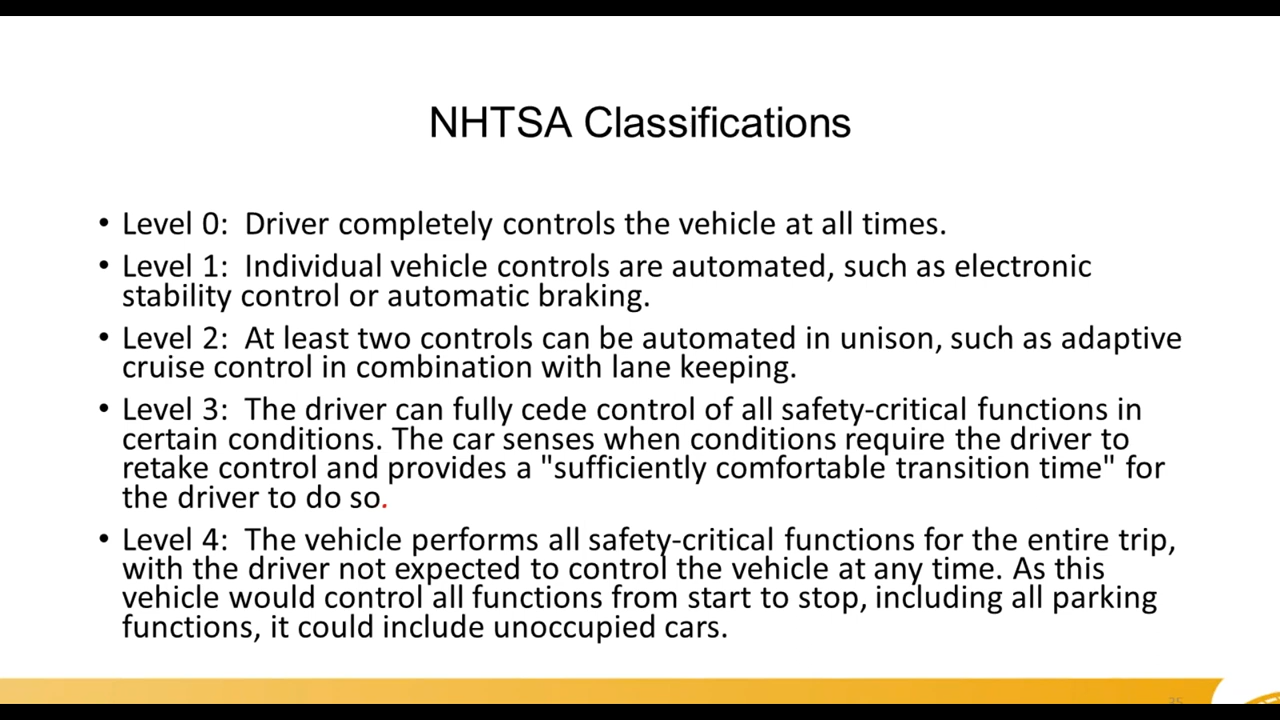 NHTSA Classifications
• Level 0:  Driver completely controls the vehicle at all times.
• Level 1:  Individual vehicle controls are automated, such as electronic
stability control or automatic braking.
• Level 2:  At least two controls can be automated in unison, such as adaptive
cruise control in combination with lane keeping.
• Level 3:  The driver can fully cede control of all safety-critical functions in
certain conditions. The car senses when conditions require the driver to
retake control and provides a "sufficiently comfortable transition time" for
the driver to do so.
• Level 4:  The vehicle performs all safety-critical functions for the entire trip,
with the driver not expected to control the vehicle at any time. As this
vehicle would control all functions from start to stop, including all parking
functions, it could include unoccupied cars.